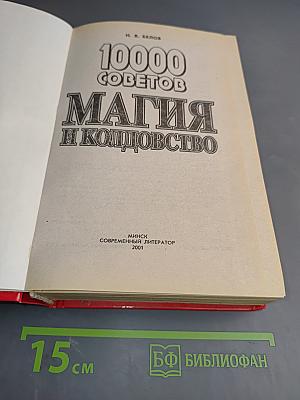 Н. В. БЕЛОВ
10000
СОВЕТОВ
МАГИЯ
И КОЛДОВСТВО
МИНСК
СОВРЕМЕННЫЙ ЛИТЕРАТОР
2001
15 см
БФ БИБЛИОФАН